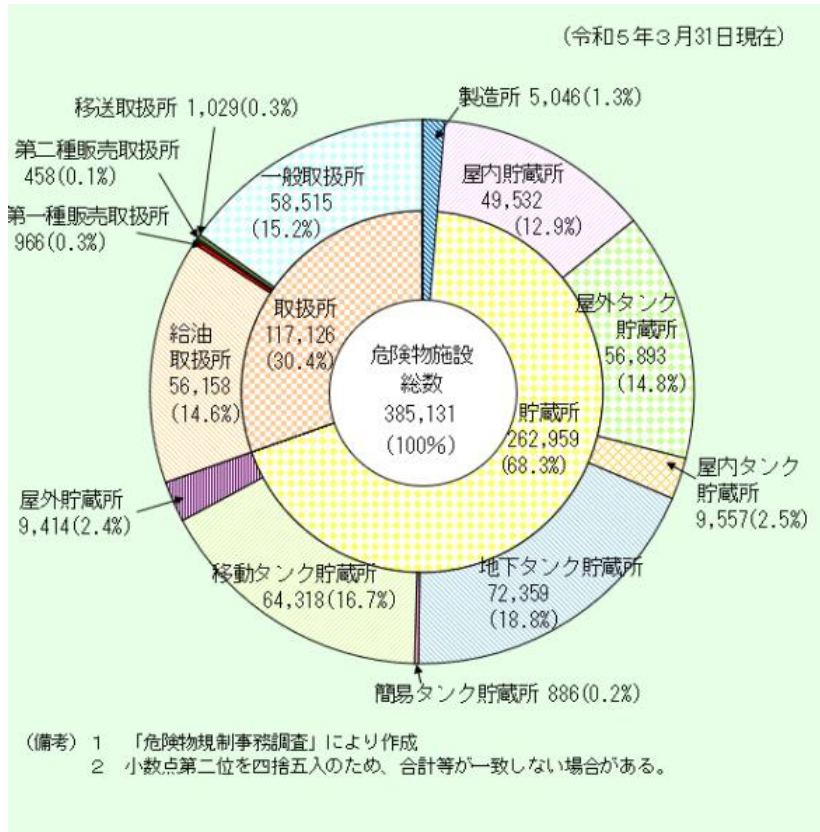 (令和5年3月31日現在)
製造所 5,046(1.3%)
移送取扱所 1,029(0.3%)
第二種販売取扱所
458(0.1%)
第一種販売取扱所
966(0.3%)
一般取扱所
58,515
(15.2%)
屋内貯蔵所
49,532
(12.9%)
屋外タンク
貯蔵所
56,893
(14.8%)
取扱所
117,126
(30.4%)
給油
取扱所
56,158
(14.6%)
危険物施設
総数
385,131
(100%)
貯蔵所
262,959
(68.3%)
屋内タンク
貯蔵所
9,557(2.5%)
屋外貯蔵所
9,414(2.4%)
移動タンク貯蔵所
64,318(16.7%)
地下タンク貯蔵所
72,359
(18.8%)
簡易タンク貯蔵所 886(0.2%)
(備考) 1 「危険物規制事務調査」により作成
2 小数点第二位を四捨五入のため、合計等が一致しない場合がある。